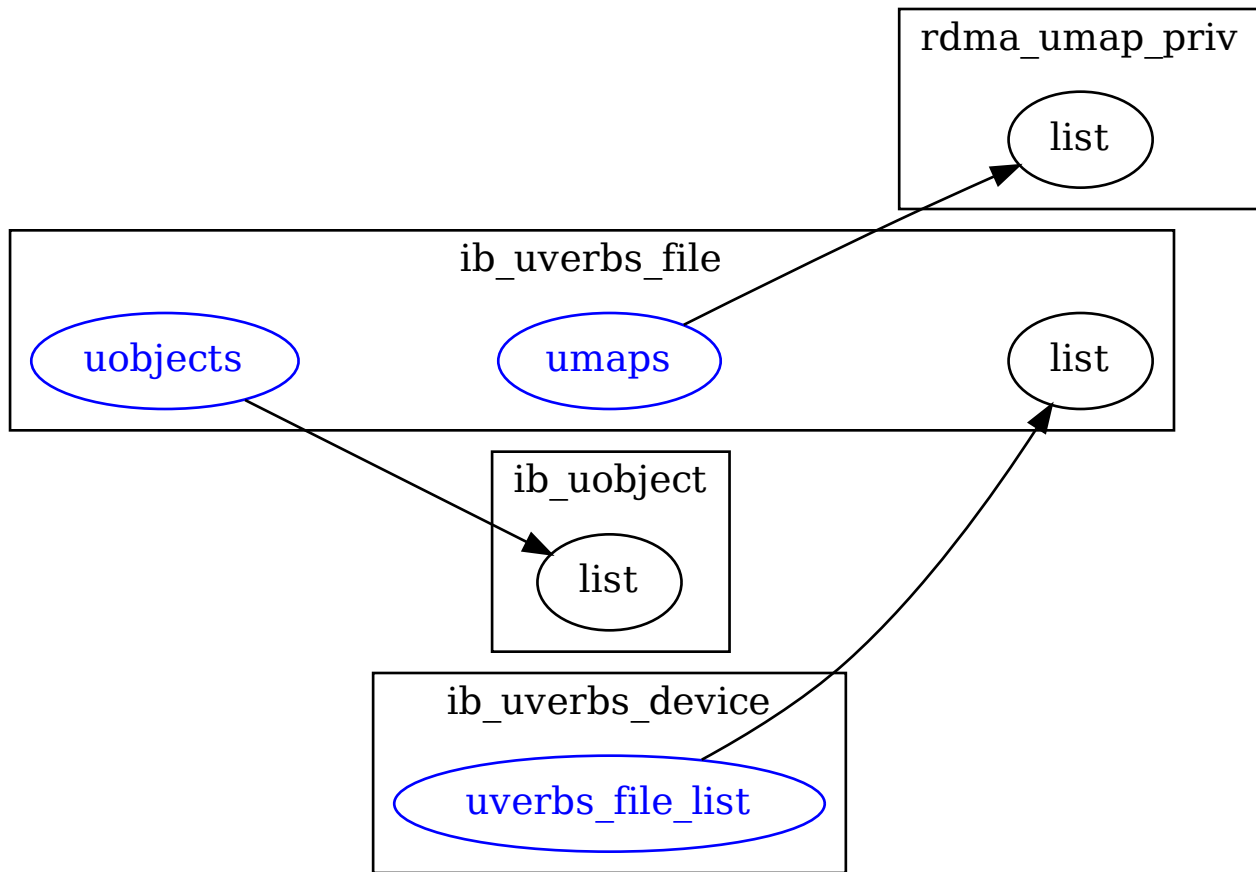 rdma_umap_priv
list
ib_uverbs_file
uobjects
umaps
list
ib_uobject
list
ib_uverbs_device
uverbs_file_list